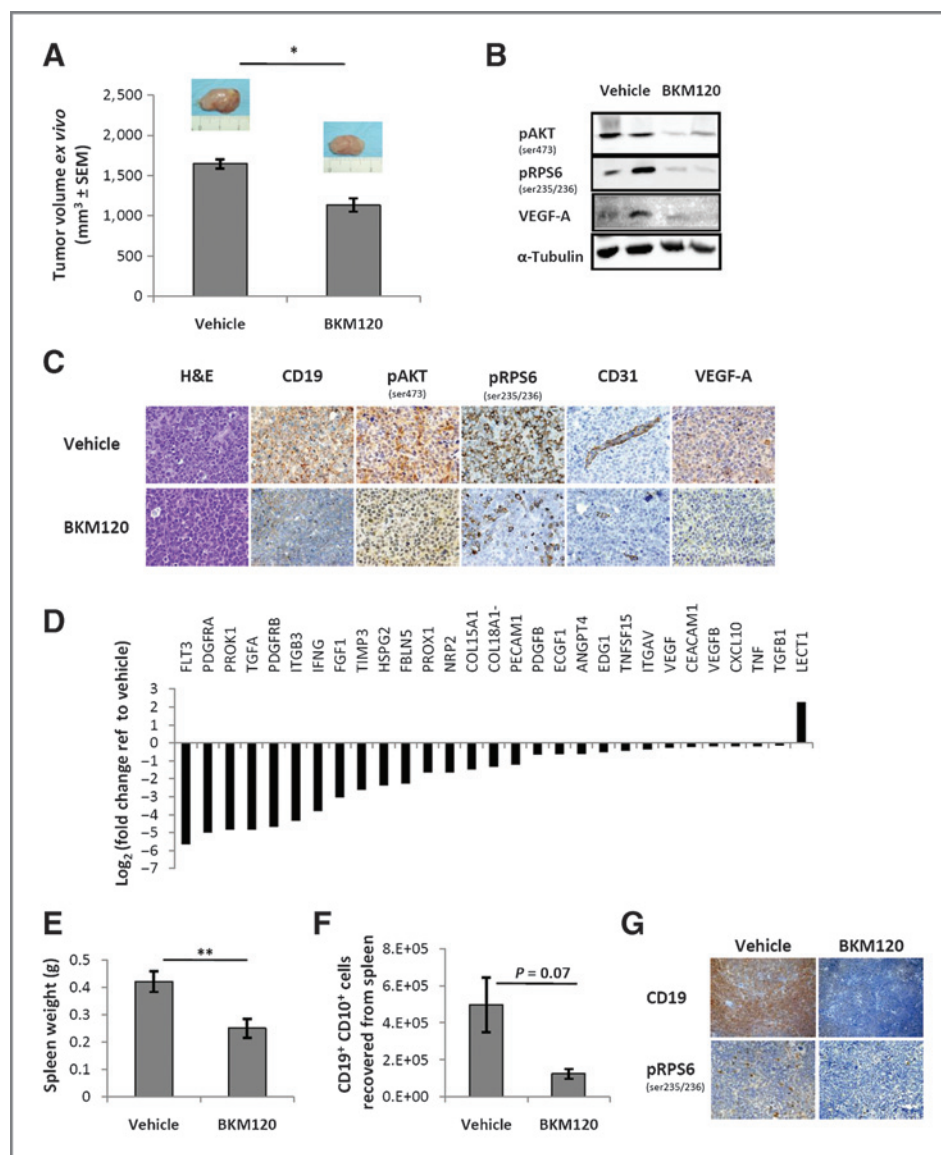 A
*
Tumor volume ex vivo
(mm³ ± SEM)
2,500
2,000
1,500
1,000
500
0
Vehicle BKM120
B
Vehicle BKM120
pAKT
(ser473)
pRPS6
(ser235/236)
VEGF-A
α-Tubulin
C
H&E CD19 pAKT pRPS6 CD31 VEGF-A
(ser473) (ser235/236)
Vehicle
BKM120
D
FLT3
PDGFRA
PROK1
TGFA
PDGFRB
ITGB3
IFNG
FGF1
TIMP3
HSPG2
FBLN5
PROX1
NRP2
COL15A1
COL18A1-
PECAM1
PDGFB
ECGF1
ANGPT4
EDG1
TNFSF15
ITGAV
VEGF
CEACAM1
VEGFB
CXCL10
TNF
TGFB1
LECT1
Log₂ (fold change ref to vehicle)
3
2
1
0
−1
−2
−3
−4
−5
−6
−7
E
**
Spleen weight (g)
0.5
0.4
0.3
0.2
0.1
0
Vehicle BKM120
F
P = 0.07
CD19⁺ CD10⁺ cells
recovered from spleen
8.E+05
6.E+05
4.E+05
2.E+05
0.E+00
Vehicle BKM120
G
Vehicle BKM120
CD19
pRPS6
(ser235/236)